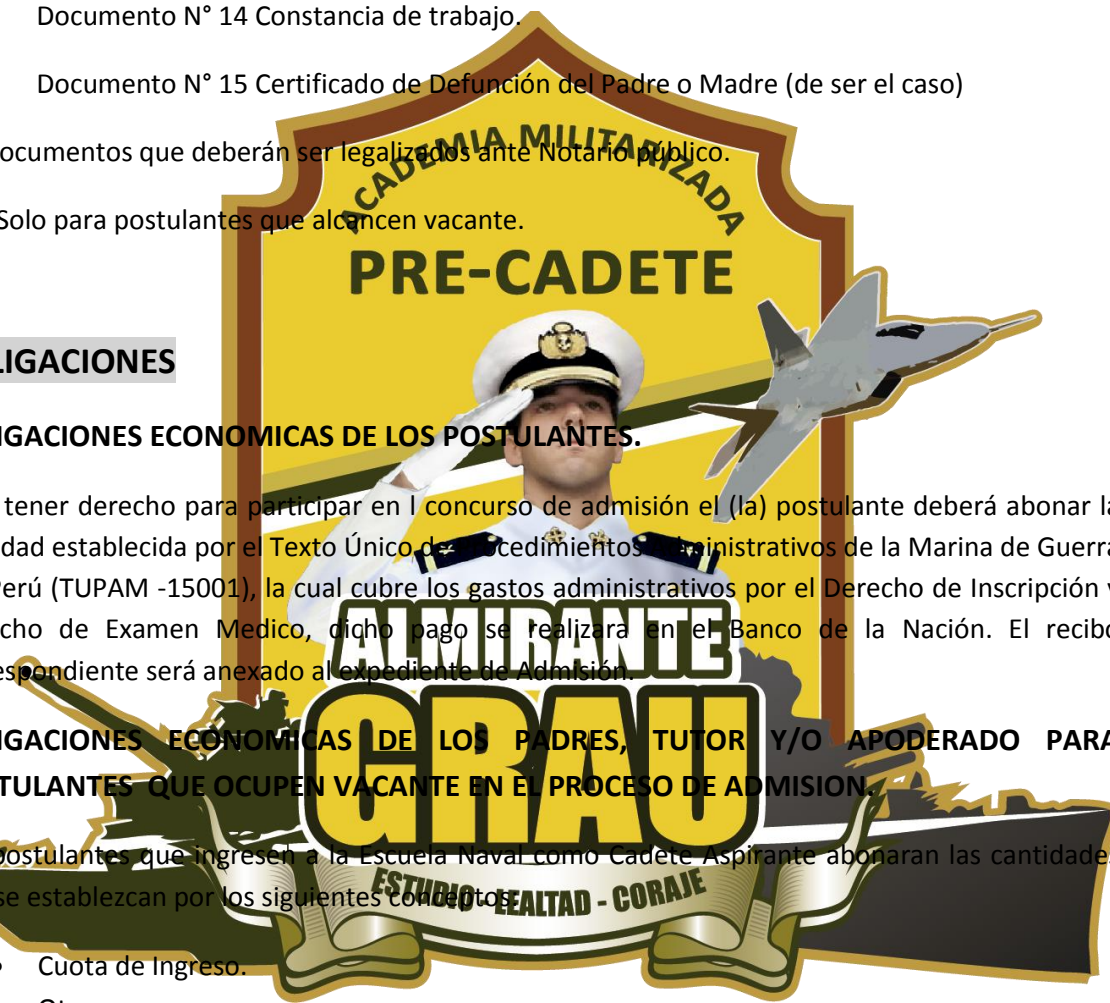 Documento N° 14 Constancia de trabajo.
Documento N° 15 Certificado de Defunción del Padre o Madre (de ser el caso)
ocumentos que deberán ser legalizados ante Notario público.
Solo para postulantes que alcancen vacante.
ACADEMIA MILITARIZADA
PRE-CADETE
LIGACIONES
IGACIONES ECONOMICAS DE LOS POSTULANTES.
tener derecho para participar en l concurso de admisión el (la) postulante deberá abonar la
idad establecida por el Texto Único de Procedimientos Administrativos de la Marina de Guerra
Perú (TUPAM -15001), la cual cubre los gastos administrativos por el Derecho de Inscripción y
cho de Examen Medico, dicho pago se realizara en el Banco de la Nación. El recibo
espondiente será anexado al expediente de Admisión.
ALMIRANTE
GRAU
IGACIONES ECONOMICAS DE LOS PADRES, TUTOR Y/O APODERADO PARA
TULANTES QUE OCUPEN VACANTE EN EL PROCESO DE ADMISION.
postulantes que ingresen a la Escuela Naval como Cadete Aspirante abonaran las cantidades
se establezcan por los siguientes conceptos:
ESTUDIO - LEALTAD - CORAJE
• Cuota de Ingreso.